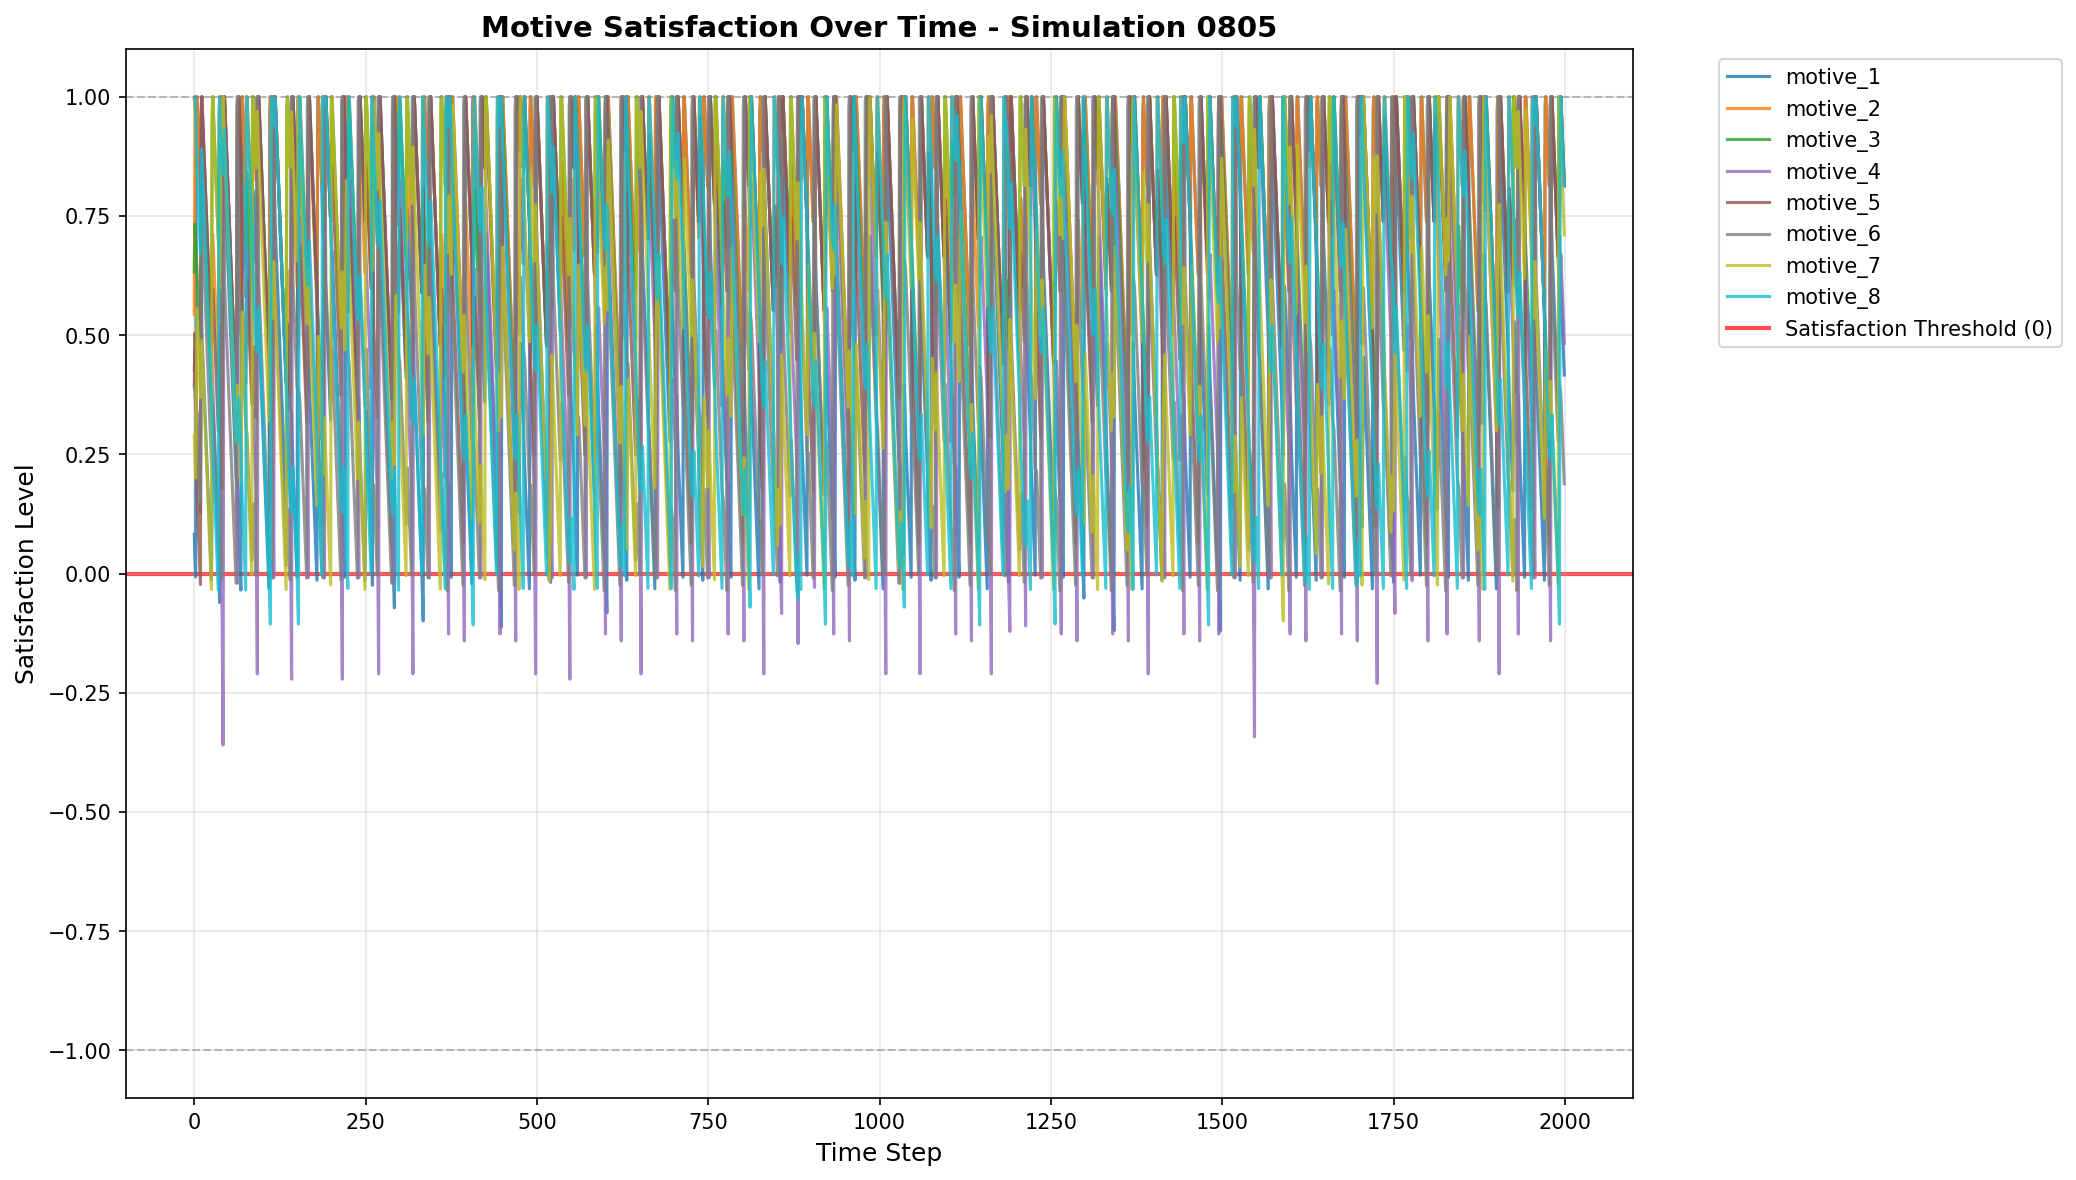 Motive Satisfaction Over Time - Simulation 0805
Satisfaction Level
1.00
0.75
0.50
0.25
0.00
−0.25
−0.50
−0.75
−1.00
0
250
500
750
1000
1250
1500
1750
2000
Time Step
motive_1
motive_2
motive_3
motive_4
motive_5
motive_6
motive_7
motive_8
Satisfaction Threshold (0)